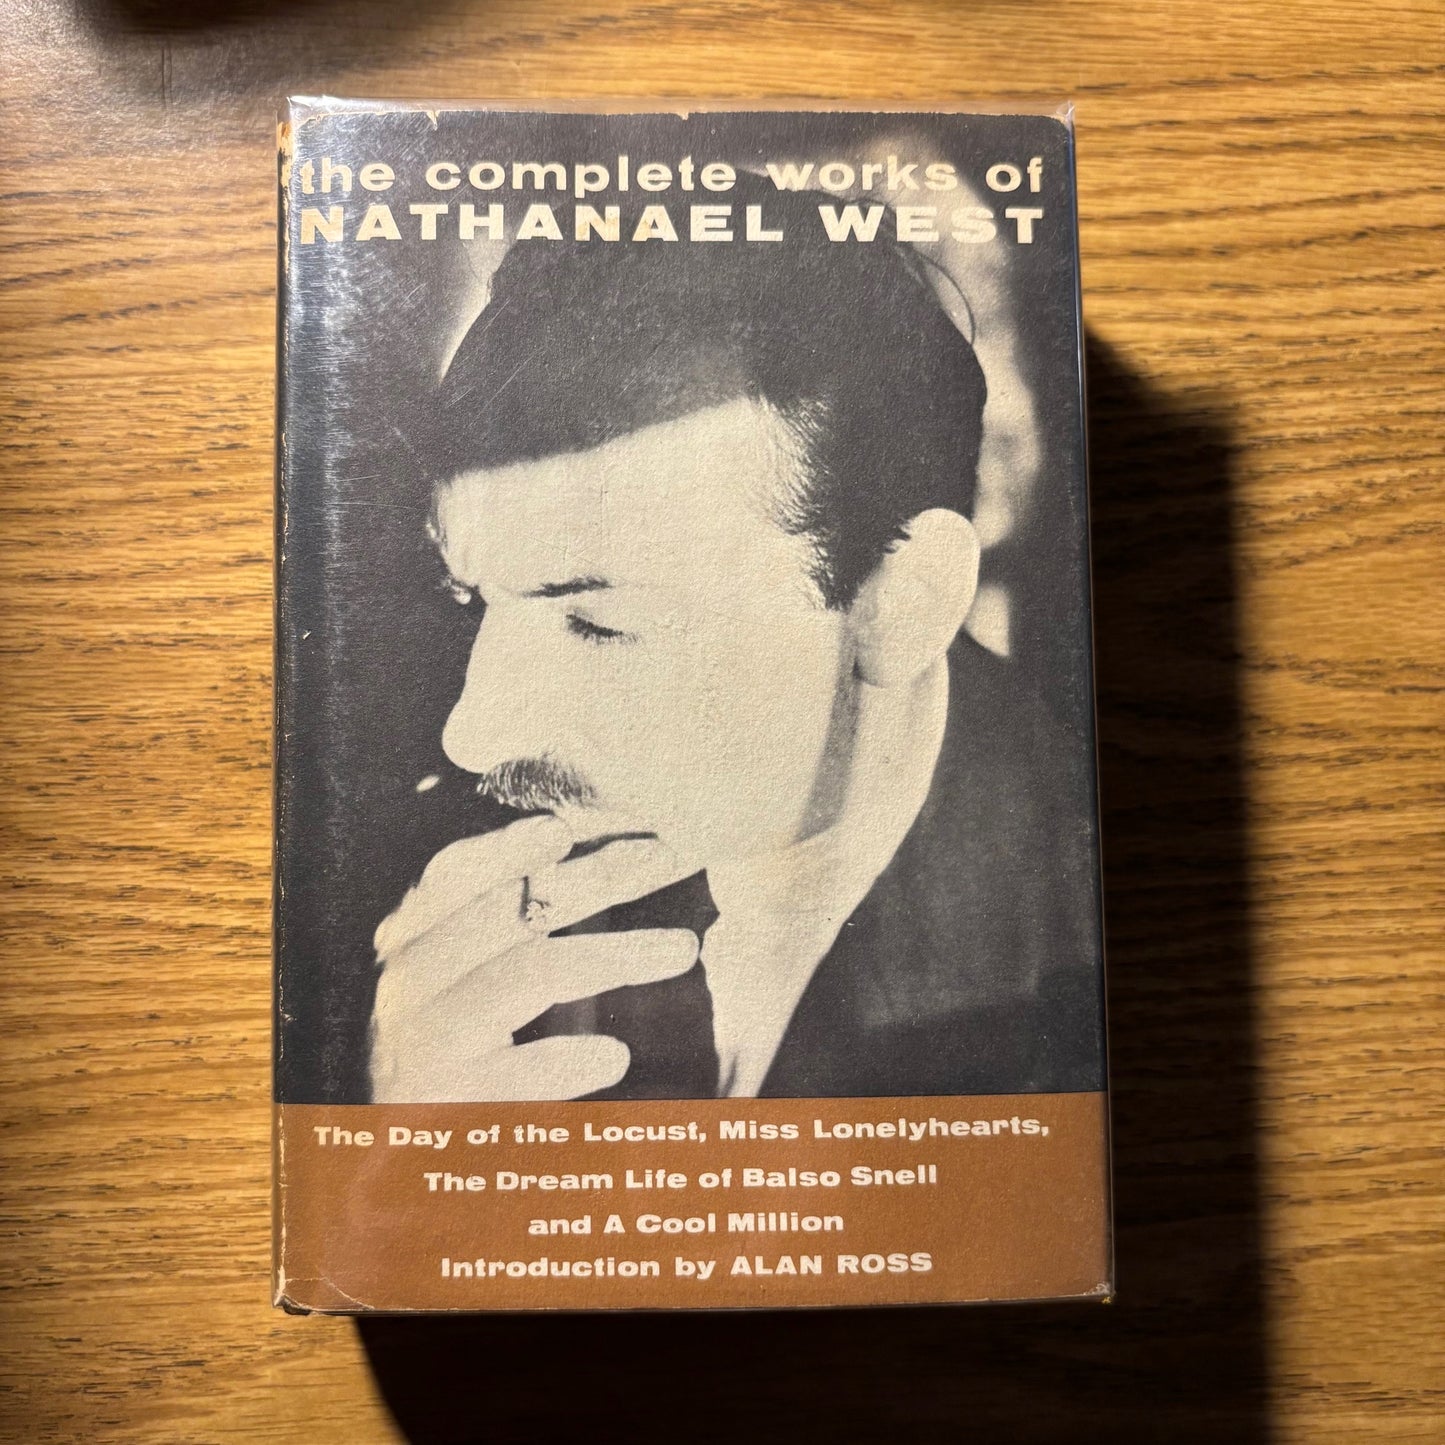 the complete works of
NATHANAEL WEST
The Day of the Locust, Miss Lonelyhearts,
The Dream Life of Balso Snell
and A Cool Million
Introduction by ALAN ROSS